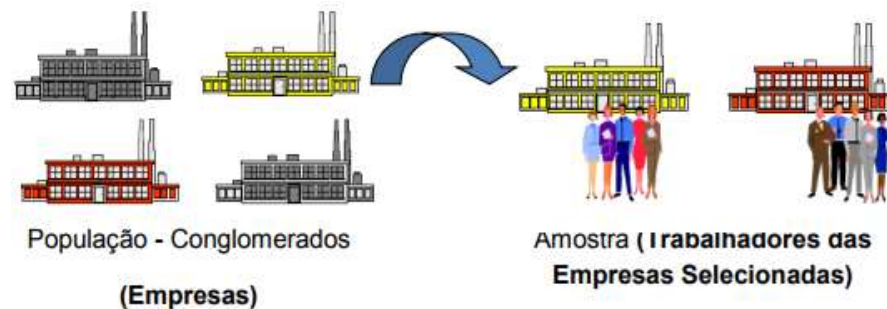 População - Conglomerados
(Empresas)
Amostra (Trabalhadores das
Empresas Selecionadas)